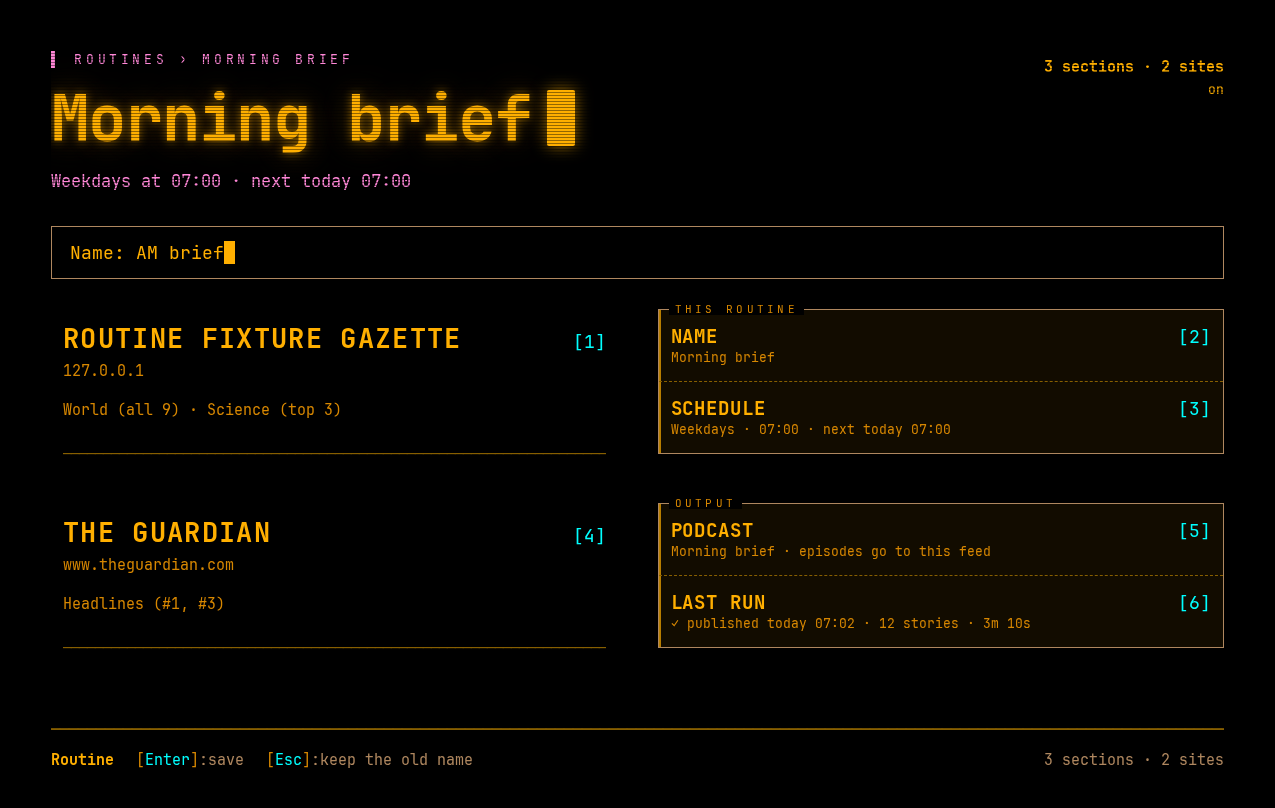 ROUTINES › MORNING BRIEF
3 sections · 2 sites
on
Morning brief
Weekdays at 07:00 · next today 07:00
Name: AM brief
ROUTINE FIXTURE GAZETTE [1]
127.0.0.1
World (all 9) · Science (top 3)
THIS ROUTINE
NAME [2]
Morning brief
SCHEDULE [3]
Weekdays · 07:00 · next today 07:00
THE GUARDIAN [4]
www.theguardian.com
Headlines (#1, #3)
OUTPUT
PODCAST [5]
Morning brief · episodes go to this feed
LAST RUN [6]
✓ published today 07:02 · 12 stories · 3m 10s
Routine [Enter]:save [Esc]:keep the old name 3 sections · 2 sites